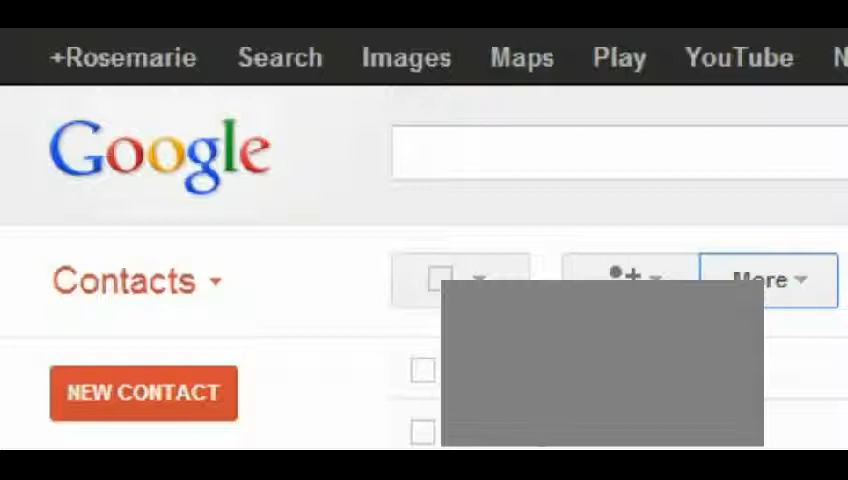 +Rosemarie Search Images Maps Play YouTube N
Google
Contacts More
NEW CONTACT